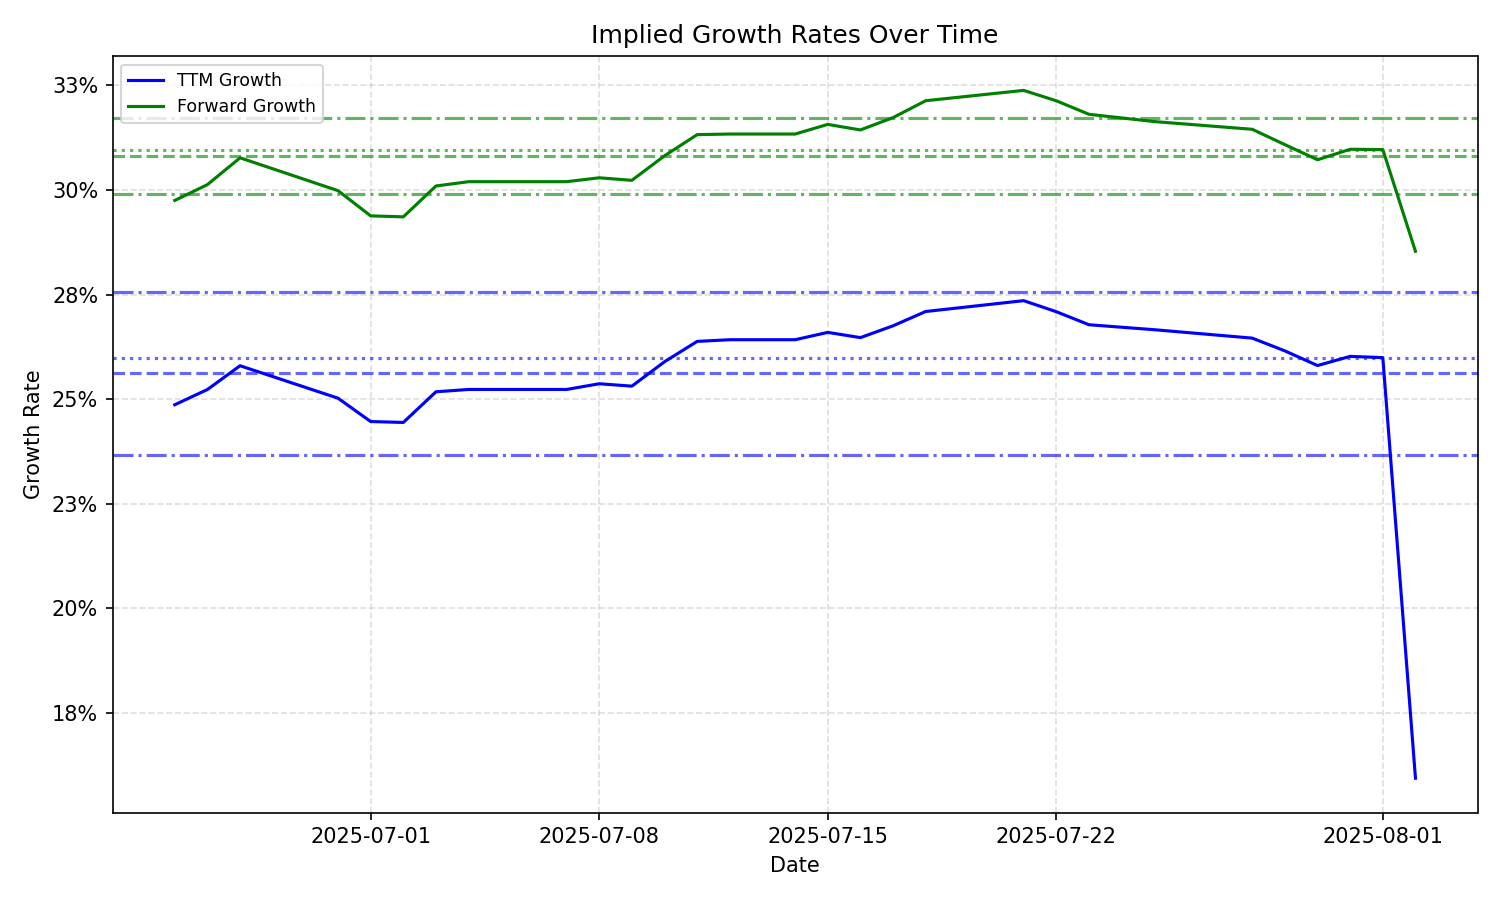 Implied Growth Rates Over Time
TTM Growth
Forward Growth
33%
30%
28%
25%
23%
20%
18%
Growth Rate
2025-07-01
2025-07-08
2025-07-15
2025-07-22
2025-08-01
Date